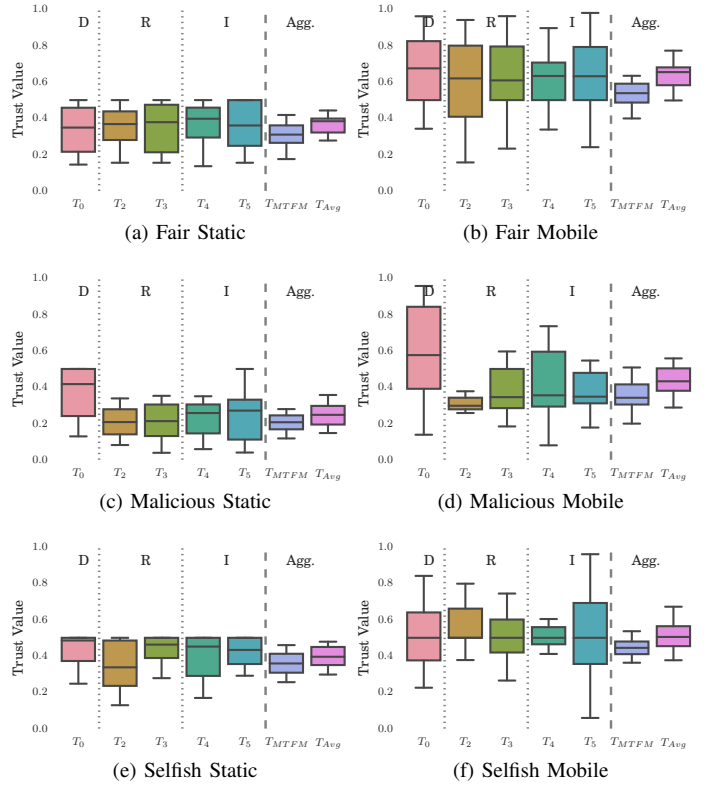 1.0
D R I Agg.
0.8
0.6
0.4
0.2
0.0
Trust Value
T0 T2 T3 T4 T5 TMTFM TAvg
(a) Fair Static
1.0
D R I Agg.
0.8
0.6
0.4
0.2
0.0
Trust Value
T0 T2 T3 T4 T5 TMTFM TAvg
(b) Fair Mobile
1.0
D R I Agg.
0.8
0.6
0.4
0.2
0.0
Trust Value
T0 T2 T3 T4 T5 TMTFM TAvg
(c) Malicious Static
1.0
D R I Agg.
0.8
0.6
0.4
0.2
0.0
Trust Value
T0 T2 T3 T4 T5 TMTFM TAvg
(d) Malicious Mobile
1.0
D R I Agg.
0.8
0.6
0.4
0.2
0.0
Trust Value
T0 T2 T3 T4 T5 TMTFM TAvg
(e) Selfish Static
1.0
D R I Agg.
0.8
0.6
0.4
0.2
0.0
Trust Value
T0 T2 T3 T4 T5 TMTFM TAvg
(f) Selfish Mobile